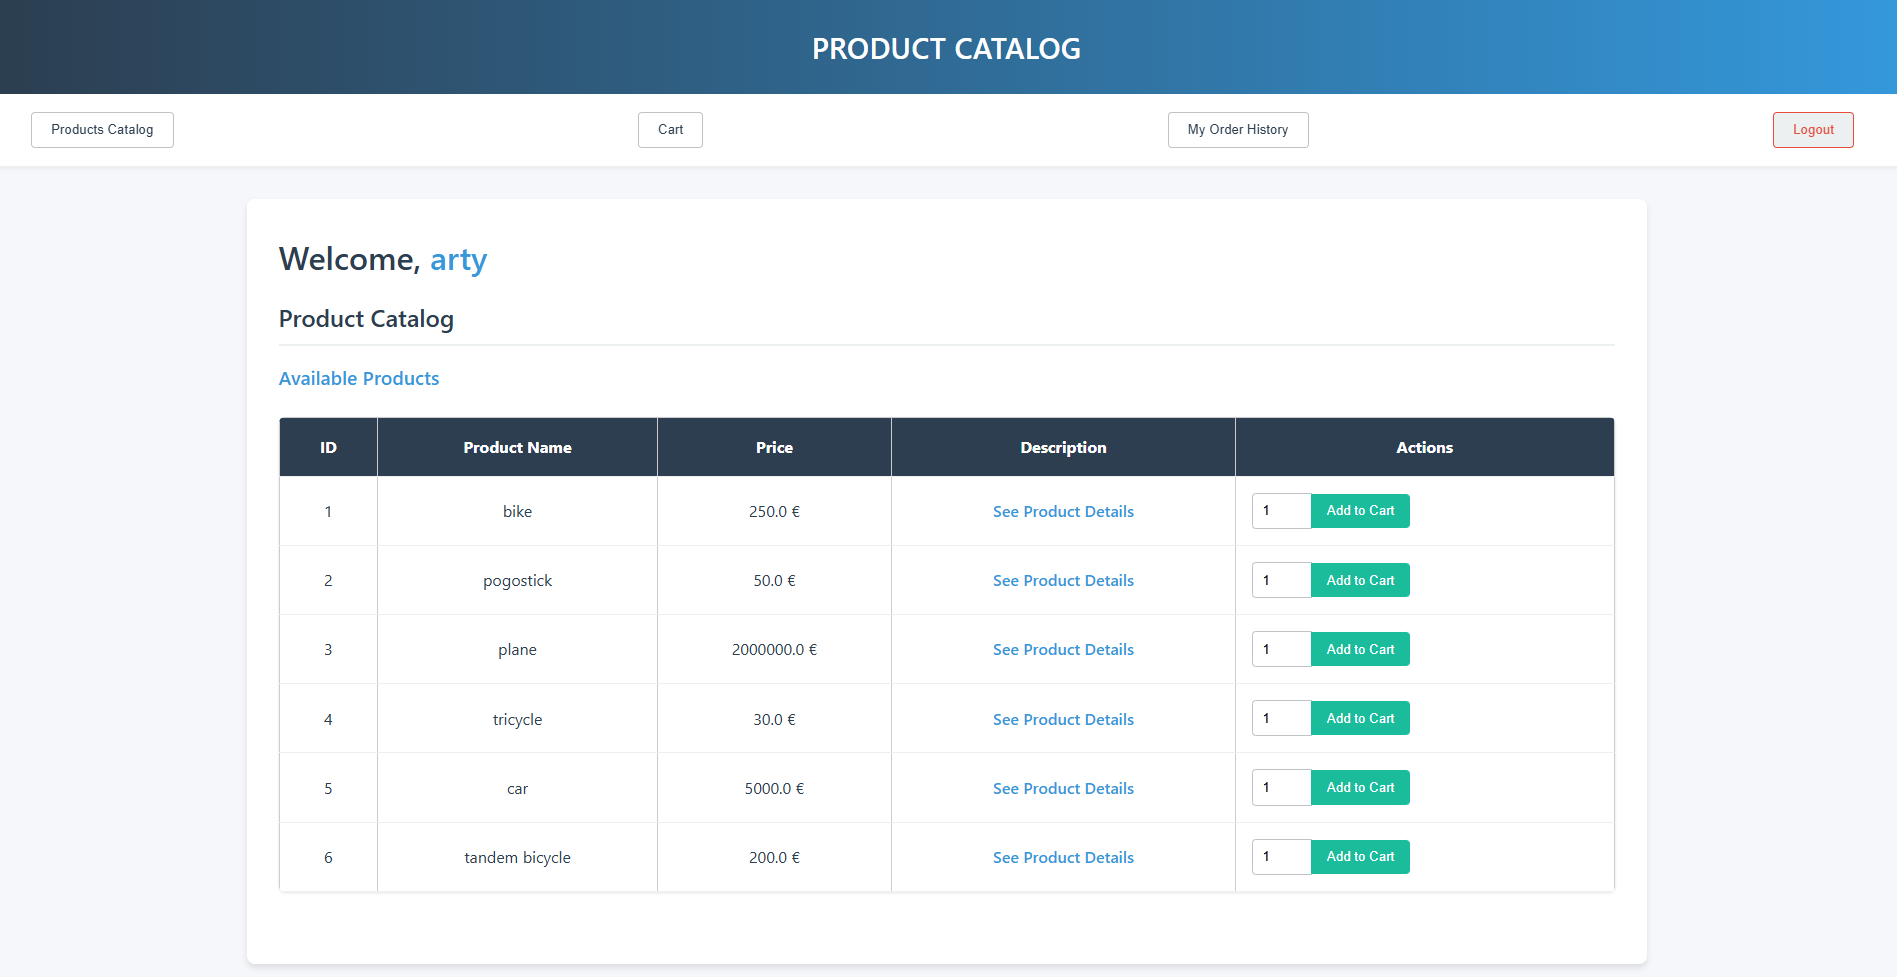 PRODUCT CATALOG
Products Catalog Cart My Order History Logout
Welcome, arty
Product Catalog
Available Products
ID Product Name Price Description Actions
1 bike 250.0 € See Product Details 1 Add to Cart
2 pogostick 50.0 € See Product Details 1 Add to Cart
3 plane 2000000.0 € See Product Details 1 Add to Cart
4 tricycle 30.0 € See Product Details 1 Add to Cart
5 car 5000.0 € See Product Details 1 Add to Cart
6 tandem bicycle 200.0 € See Product Details 1 Add to Cart